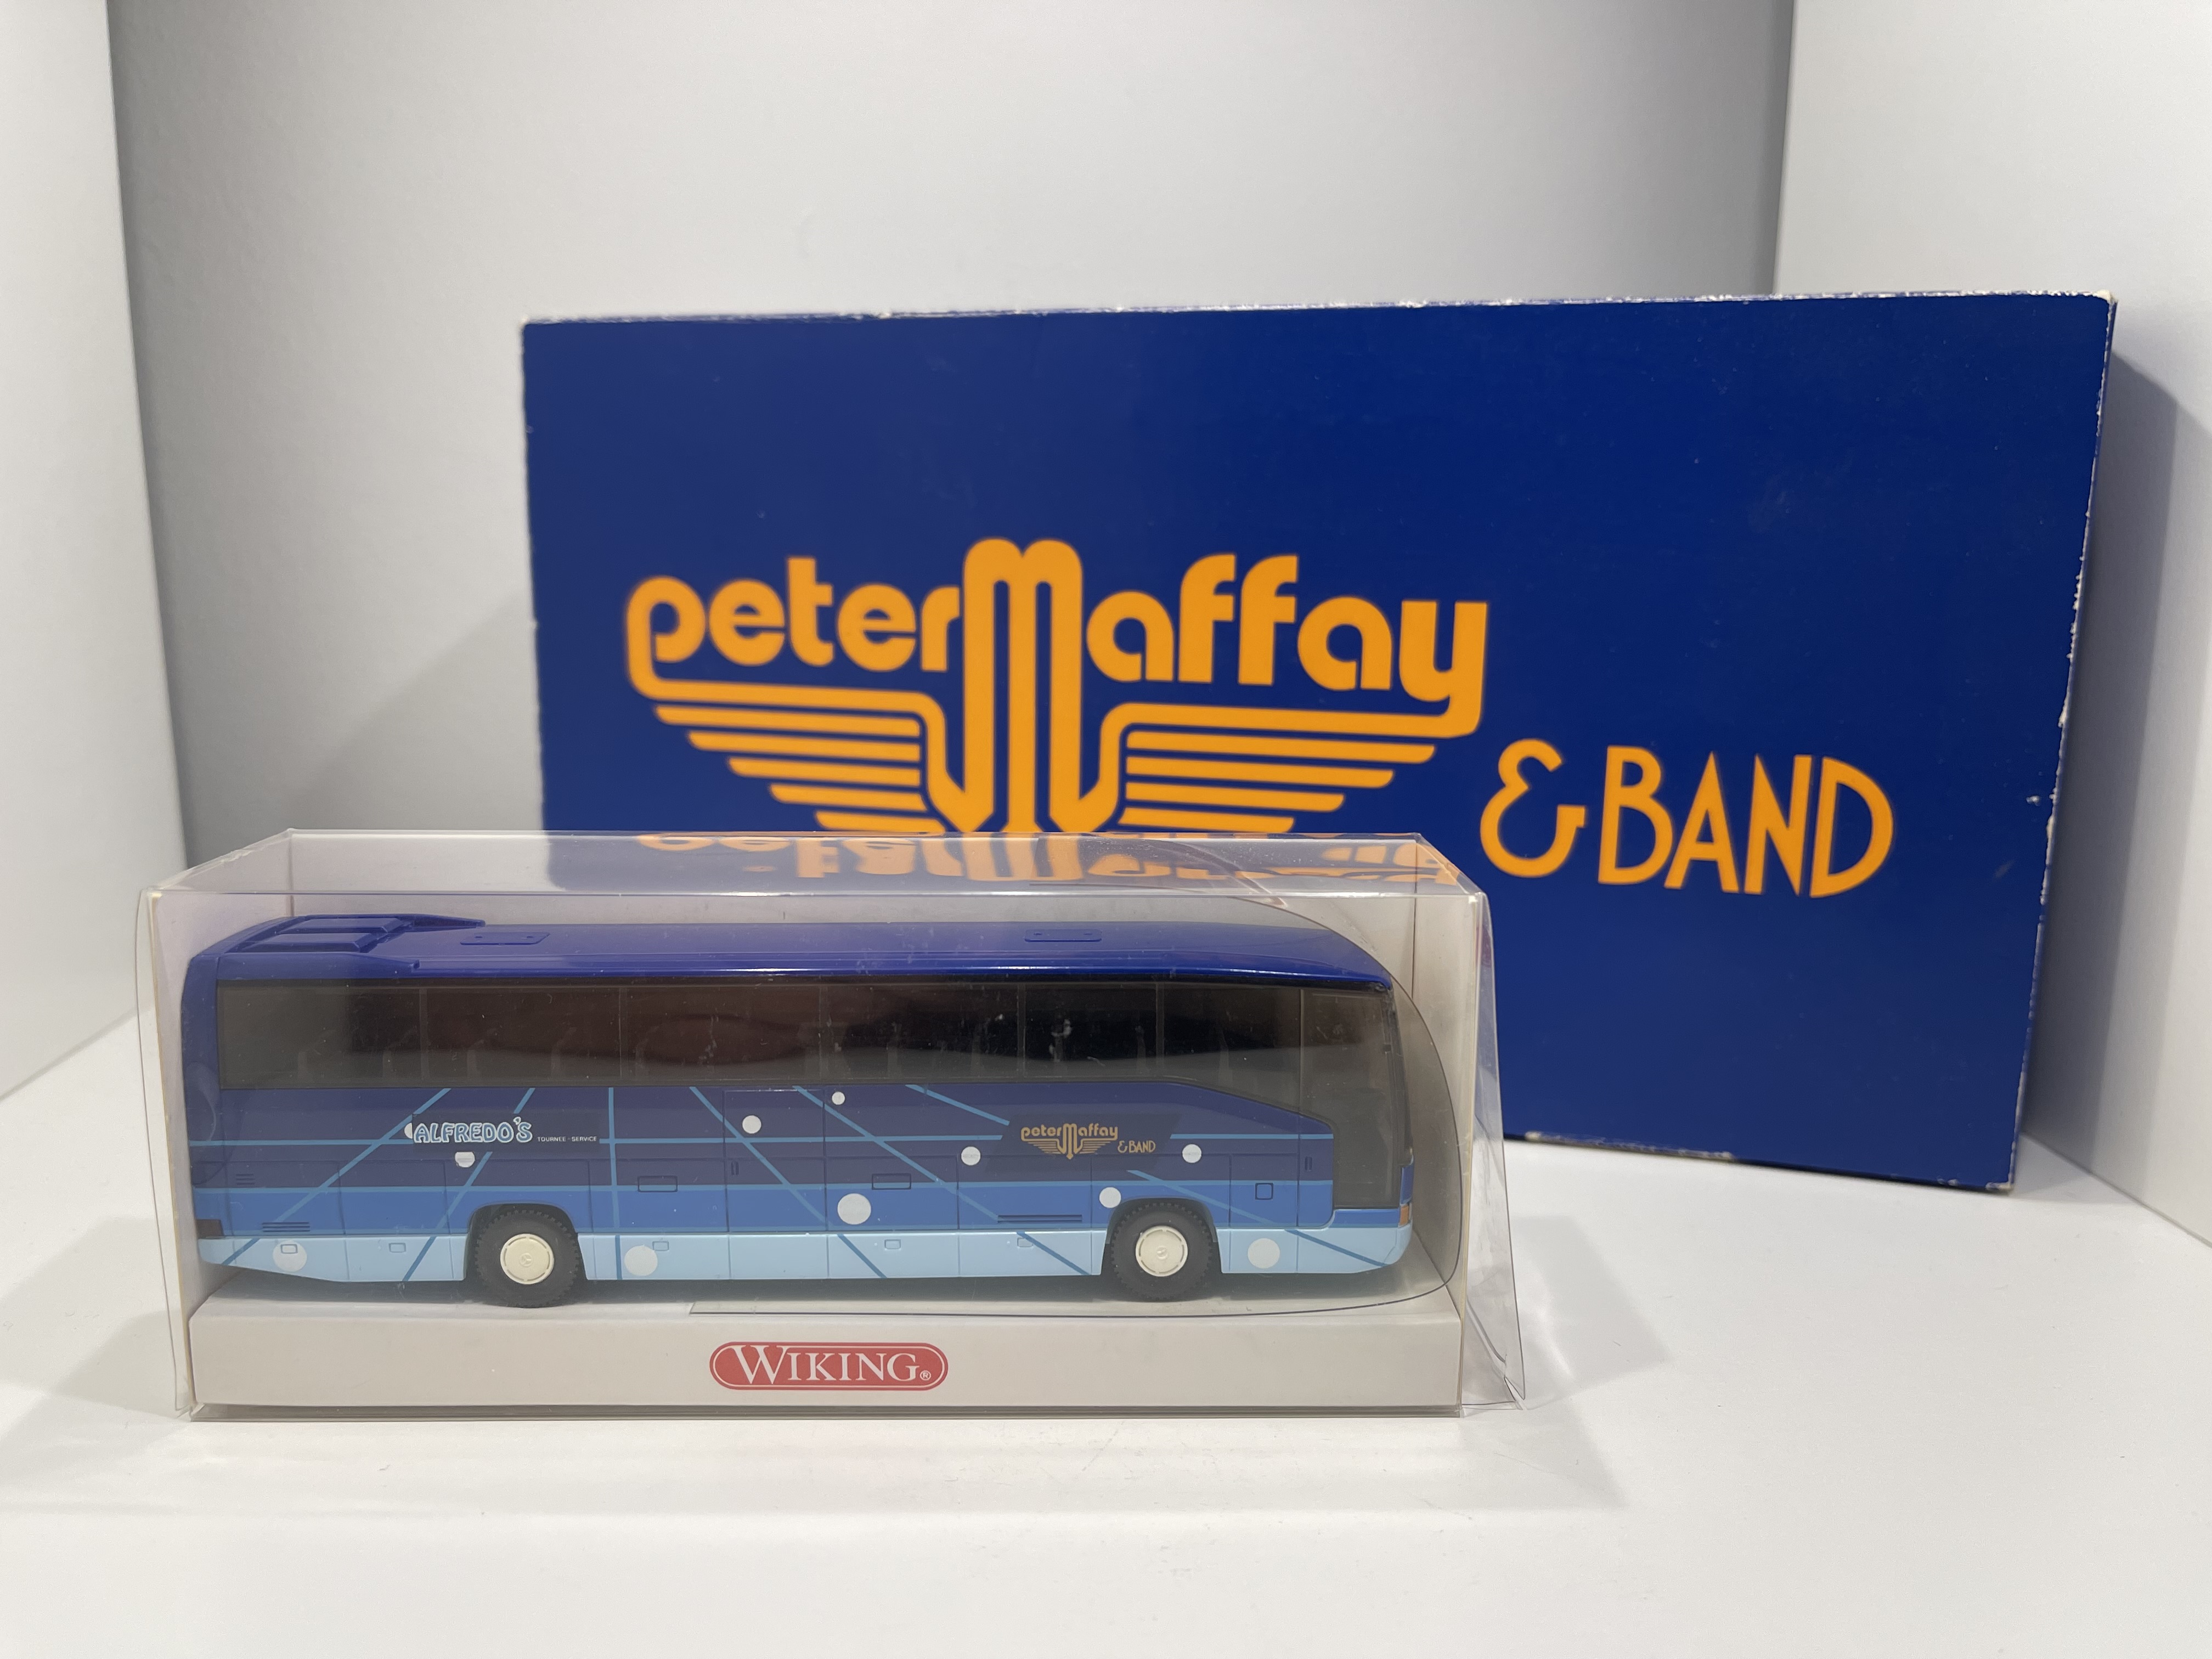 peterMaffay
& BAND
ALFREDO'S TOURNEE-SERVICE
peterMaffay
& BAND
WIKING®